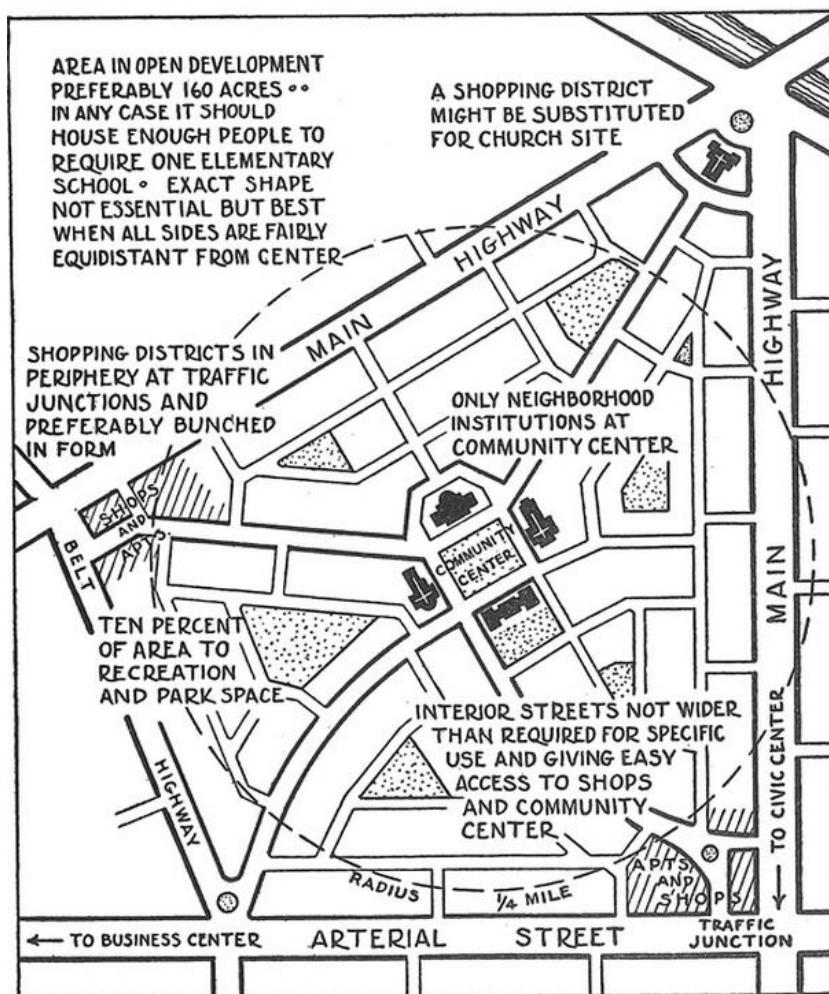 AREA IN OPEN DEVELOPMENT
PREFERABLY 160 ACRES ••
IN ANY CASE IT SHOULD
HOUSE ENOUGH PEOPLE TO
REQUIRE ONE ELEMENTARY
SCHOOL • EXACT SHAPE
NOT ESSENTIAL BUT BEST
WHEN ALL SIDES ARE FAIRLY
EQUIDISTANT FROM CENTER
A SHOPPING DISTRICT
MIGHT BE SUBSTITUTED
FOR CHURCH SITE
MAIN HIGHWAY
SHOPPING DISTRICTS IN
PERIPHERY AT TRAFFIC
JUNCTIONS AND
PREFERABLY BUNCHED
IN FORM
ONLY NEIGHBORHOOD
INSTITUTIONS AT
COMMUNITY CENTER
MAIN HIGHWAY
SHOPS
AND
APTS.
BELT HIGHWAY
COMMUNITY
CENTER
TEN PERCENT
OF AREA TO
RECREATION
AND PARK SPACE
INTERIOR STREETS NOT WIDER
THAN REQUIRED FOR SPECIFIC
USE AND GIVING EASY
ACCESS TO SHOPS
AND COMMUNITY
CENTER
TO CIVIC CENTER
APTS
AND
SHOPS
RADIUS 1/4 MILE
TO BUSINESS CENTER
ARTERIAL STREET
TRAFFIC
JUNCTION